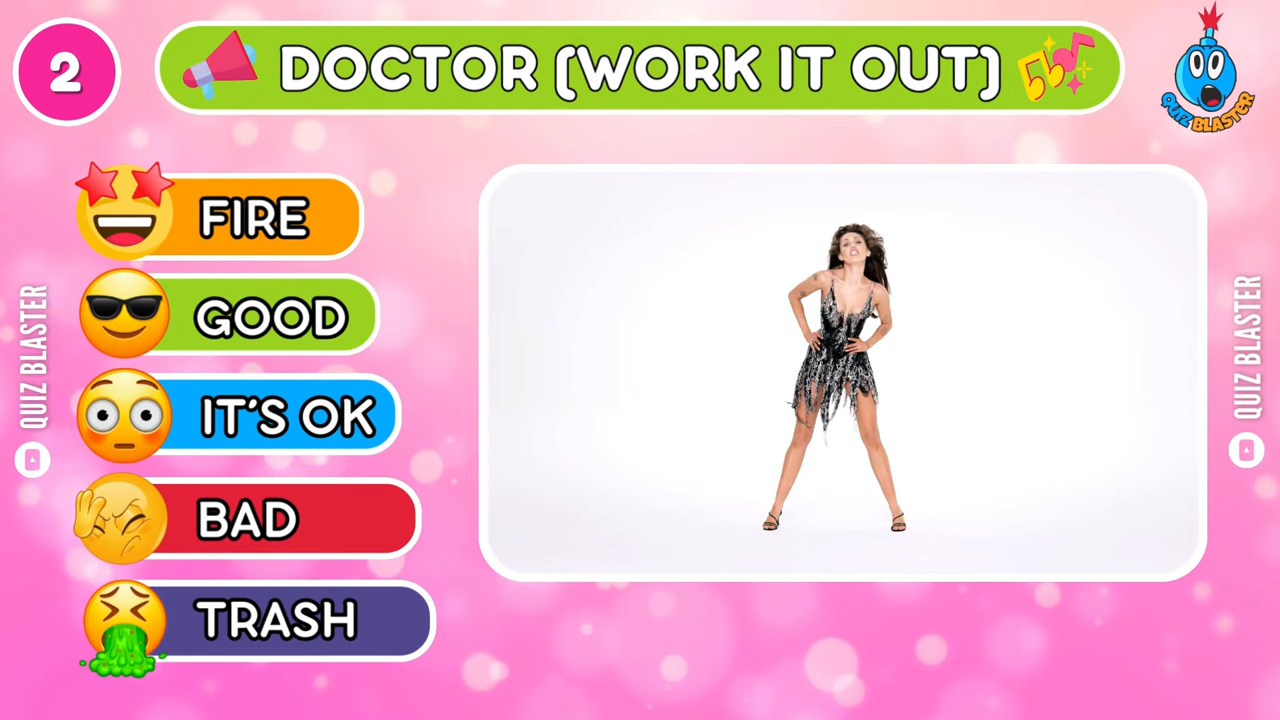 2
DOCTOR (WORK IT OUT)
QUIZ BLASTER
FIRE
GOOD
IT'S OK
BAD
TRASH
QUIZ BLASTER
QUIZ BLASTER